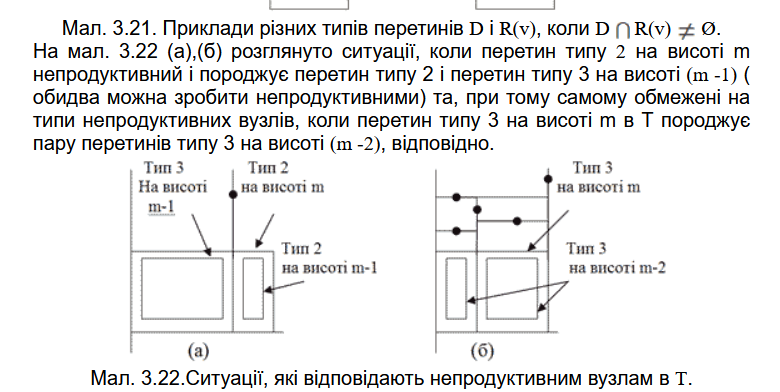 Мал. 3.21. Приклади різних типів перетинів D і R(v), коли D ⋂ R(v) ≠ Ø.
На мал. 3.22 (а),(б) розглянуто ситуації, коли перетин типу 2 на висоті m
непродуктивний і породжує перетин типу 2 і перетин типу 3 на висоті (m -1) (
обидва можна зробити непродуктивними) та, при тому самому обмежені на
типи непродуктивних вузлів, коли перетин типу 3 на висоті m в T породжує
пару перетинів типу 3 на висоті (m -2), відповідно.
Тип 3
На висоті
m-1
Тип 2
на висоті m
Тип 2
на висоті m-1
(а)
Тип 3
на висоті m
Тип 3
на висоті m-2
(б)
Мал. 3.22.Ситуації, які відповідають непродуктивним вузлам в T.